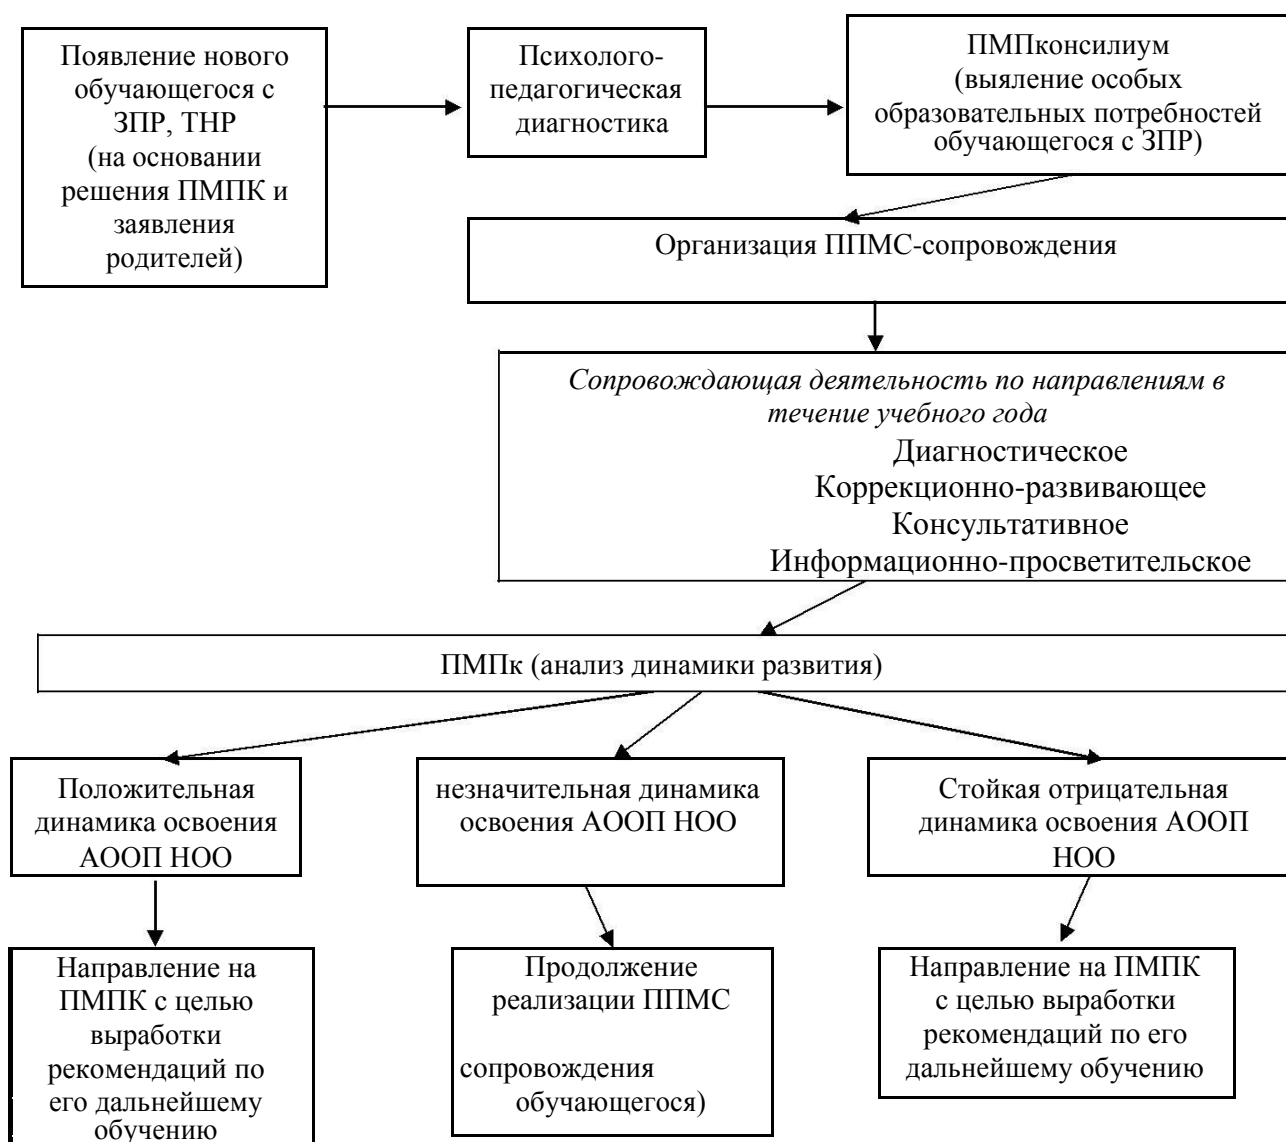 Появление нового
обучающегося с
ЗПР, ТНР
(на основании
решения ПМПК и
заявления
родителей)
Психолого-
педагогическая
диагностика
ПМПконсилиум
(выяление особых
образовательных потребностей
обучающегося с ЗПР)
Организация ППМС-сопровождения
Сопровождающая деятельность по направлениям в
течение учебного года
Диагностическое
Коррекционно-развивающее
Консультативное
Информационно-просветительское
ПМПк (анализ динамики развития)
Положительная
динамика освоения
АООП НОО
незначительная динамика
освоения АООП НОО
Стойкая отрицательная
динамика освоения АООП
НОО
Направление на
ПМПК с целью
выработки
рекомендаций по
его дальнейшему
обучению
Продолжение
реализации ППМС
сопровождения
обучающегося)
Направление на ПМПК
с целью выработки
рекомендаций по его
дальнейшему обучению